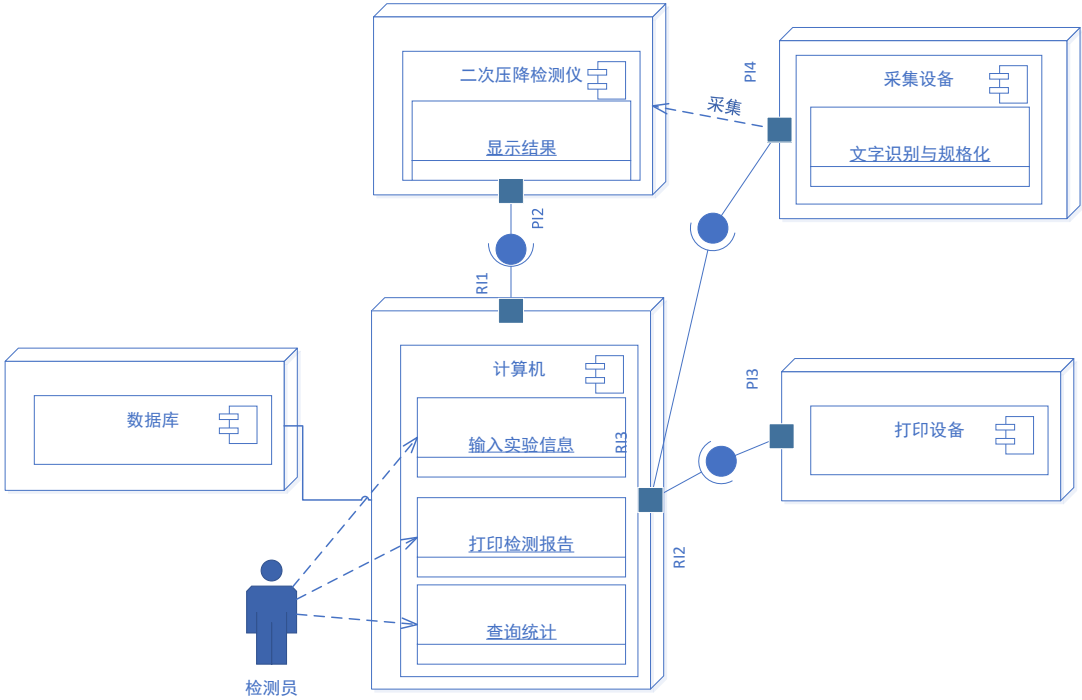 二次压降检测仪
显示结果
PI4
采集
采集设备
文字识别与规格化
PI2
RI1
计算机
输入实验信息
打印检测报告
查询统计
RI3
RI2
PI3
打印设备
数据库
检测员